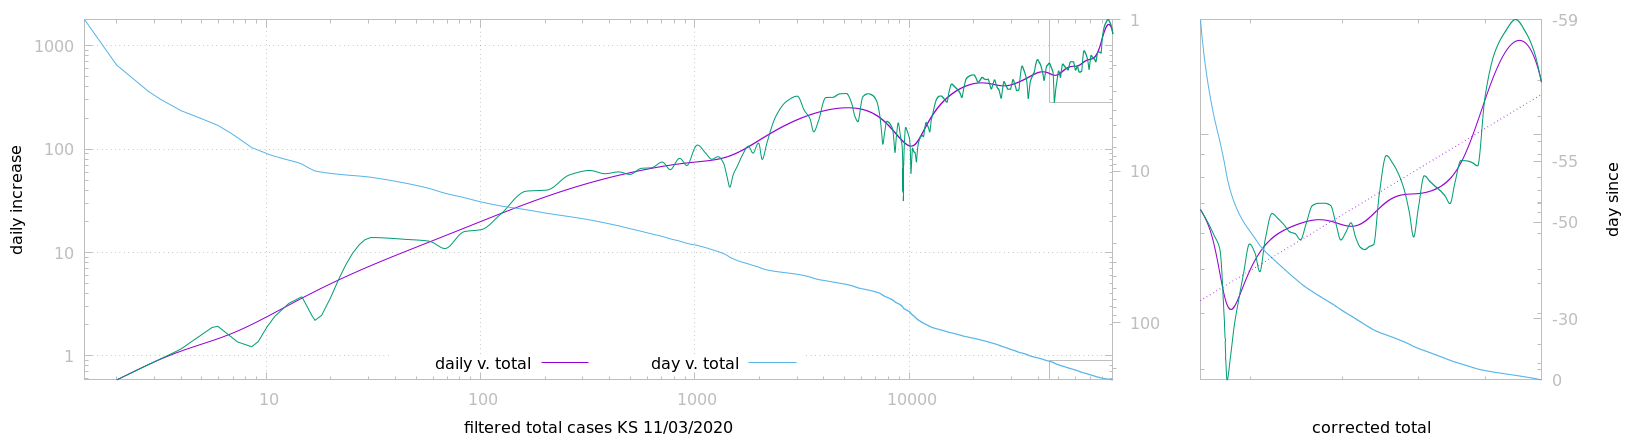 1000
100
10
1
daily increase
daily v. total
day v. total
10
100
1000
10000
filtered total cases KS 11/03/2020
1
10
100
-59
-55
-50
-30
0
day since
corrected total